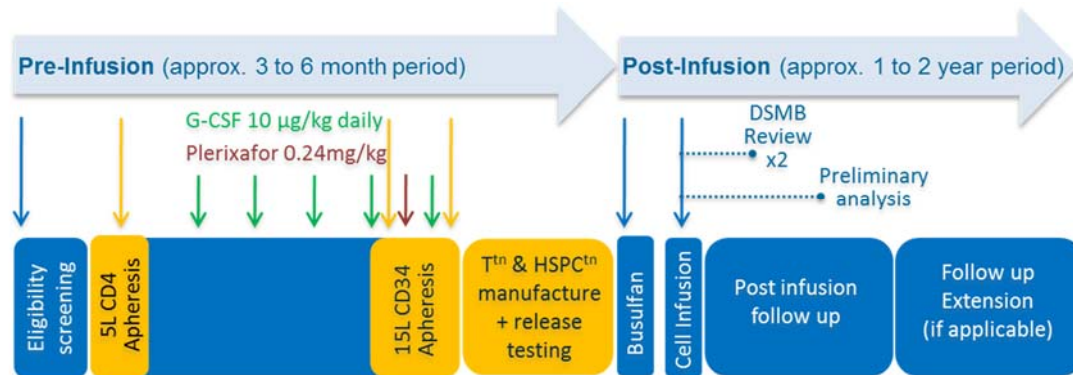 Pre-Infusion (approx. 3 to 6 month period)
Post-Infusion (approx. 1 to 2 year period)
G-CSF 10 µg/kg daily
Plerixafor 0.24mg/kg
DSMB
Review
x2
Preliminary
analysis
Eligibility
screening
5L CD4
Apheresis
15L CD34
Apheresis
Tᵗⁿ & HSPCᵗⁿ
manufacture
+ release
testing
Busulfan
Cell Infusion
Post infusion
follow up
Follow up
Extension
(if applicable)